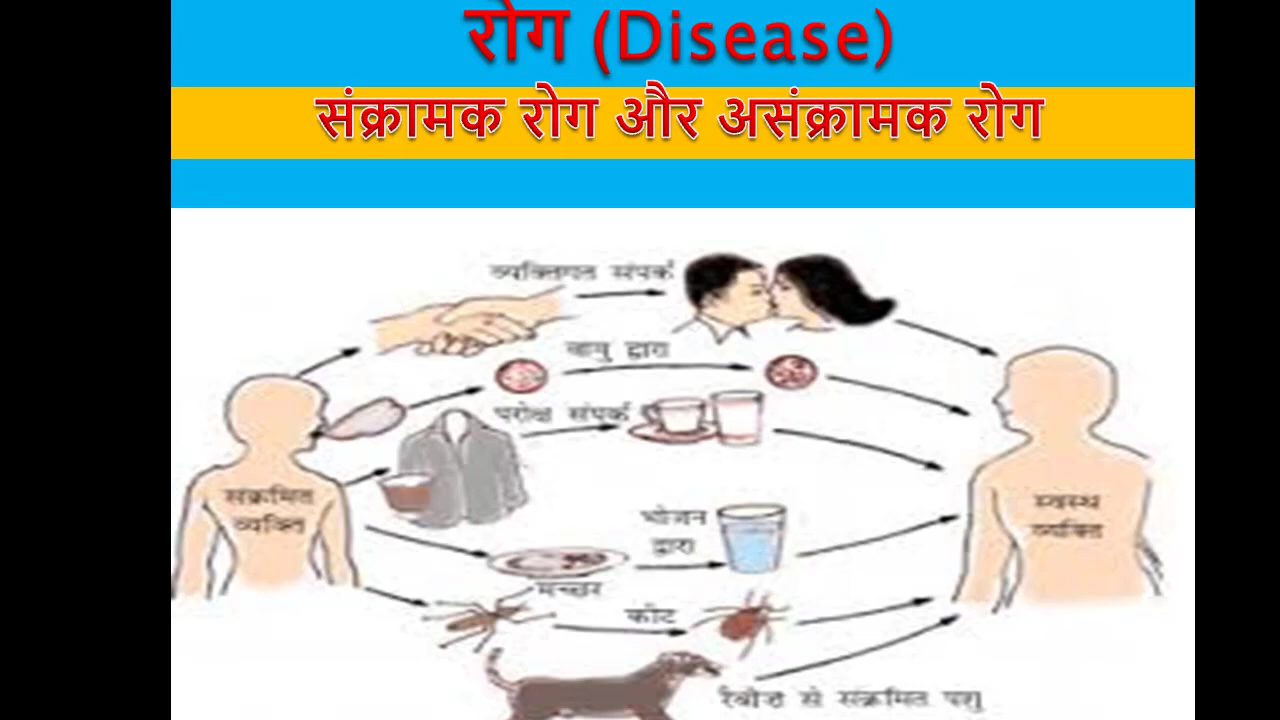 रोग (Disease)
संक्रामक रोग और असंक्रामक रोग
व्यक्तिगत संपर्क
वायु द्वारा
परोक्ष संपर्क
संक्रमित
व्यक्ति
स्वस्थ
व्यक्ति
भोजन
द्वारा
मच्छर
कीट
रैबीज से संक्रमित पशु